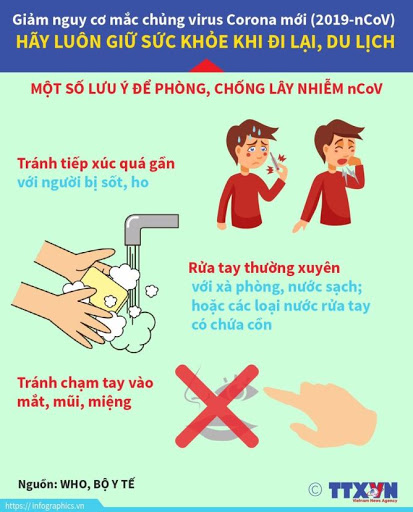 Giảm nguy cơ mắc chủng virus Corona mới (2019-nCoV)
HÃY LUÔN GIỮ SỨC KHỎE KHI ĐI LẠI, DU LỊCH
MỘT SỐ LƯU Ý ĐỂ PHÒNG, CHỐNG LÂY NHIỄM nCoV
Tránh tiếp xúc quá gần
với người bị sốt, ho
Rửa tay thường xuyên
với xà phòng, nước sạch;
hoặc các loại nước rửa tay
có chứa cồn
Tránh chạm tay vào
mắt, mũi, miệng
Nguồn: WHO, BỘ Y TẾ
© TTXVN
Vietnam News Agency
https://infographics.vn